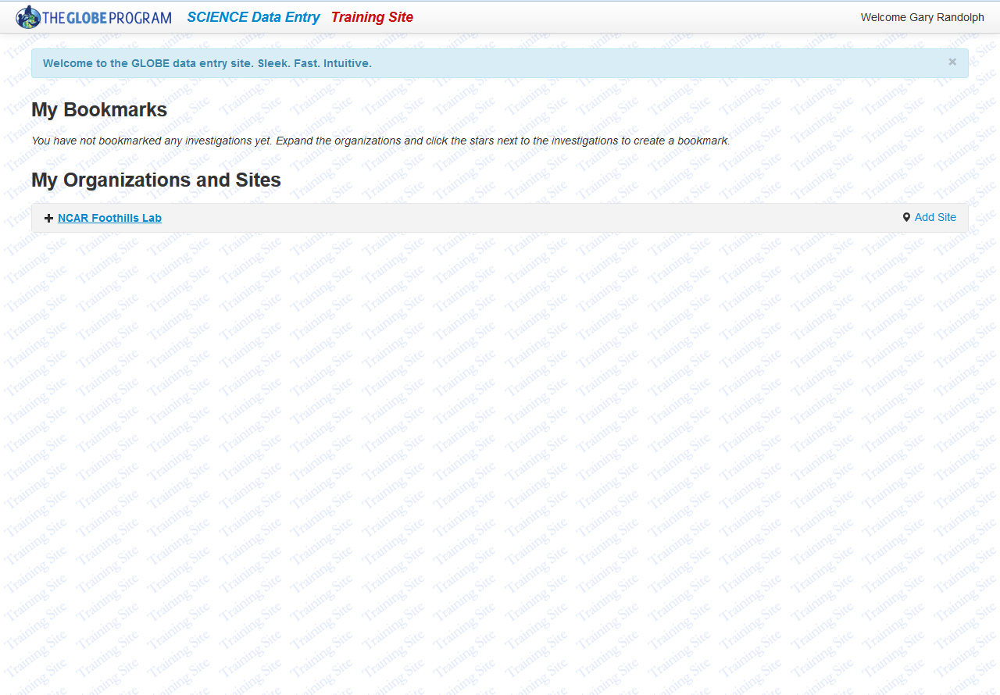 THE GLOBE PROGRAM SCIENCE Data Entry Training Site Welcome Gary Randolph
Welcome to the GLOBE data entry site. Sleek. Fast. Intuitive. ×
My Bookmarks
You have not bookmarked any investigations yet. Expand the organizations and click the stars next to the investigations to create a bookmark.
My Organizations and Sites
NCAR Foothills Lab Add Site
Training Site